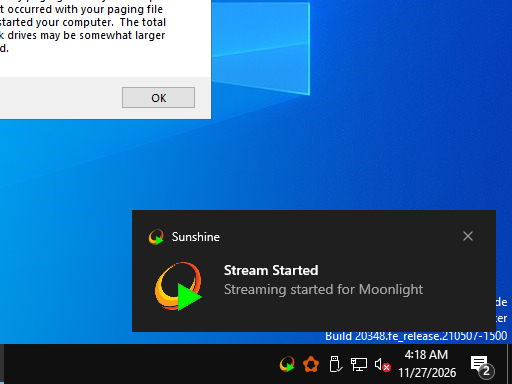 t occurred with your paging file
started your computer. The total
k drives may be somewhat larger
d.
OK
Sunshine
Stream Started
Streaming started for Moonlight
de
ter
Build 20348.fe_release.210507-1500
4:18 AM
11/27/2026
2